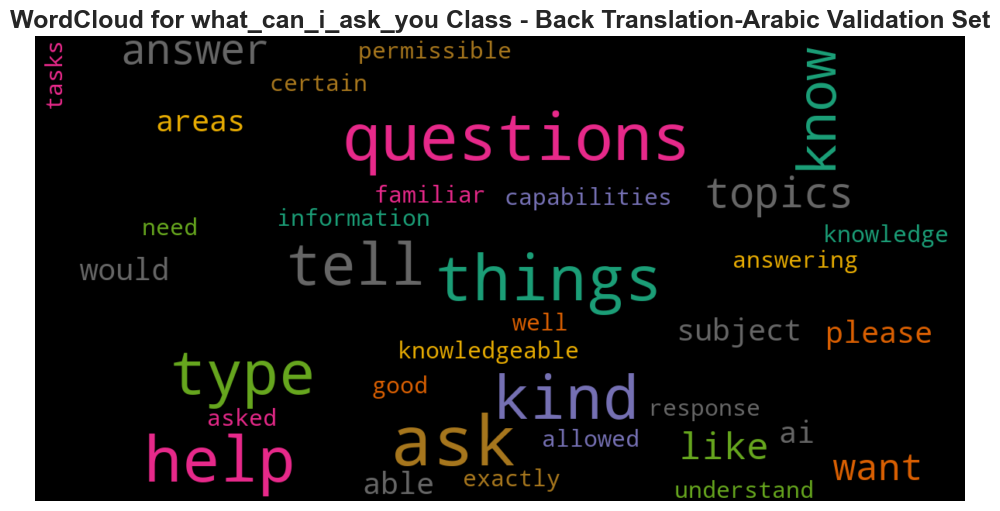 WordCloud for what_can_i_ask_you Class - Back Translation-Arabic Validation Set
tasks
answer
permissible
know
certain
areas
questions
familiar
capabilities
topics
information
need
knowledge
would
tell
things
answering
well
subject
please
knowledgeable
type
good
kind
response
asked
ask
allowed
like
ai
help
able
exactly
want
understand